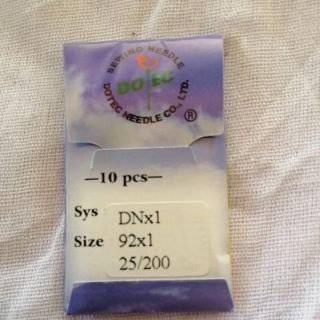 SEWING NEEDLE
DOTEC
DOTEC NEEDLE CO., LTD.
®
—10 pcs—
Sys DNx1
Size 92x1
25/200